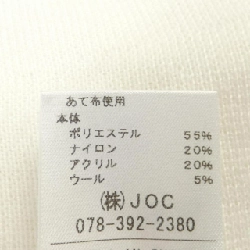 あて布使用
本体
ポリエステル 55%
ナイロン 20%
アクリル 20%
ウール 5%
(株)JOC
078-392-2380